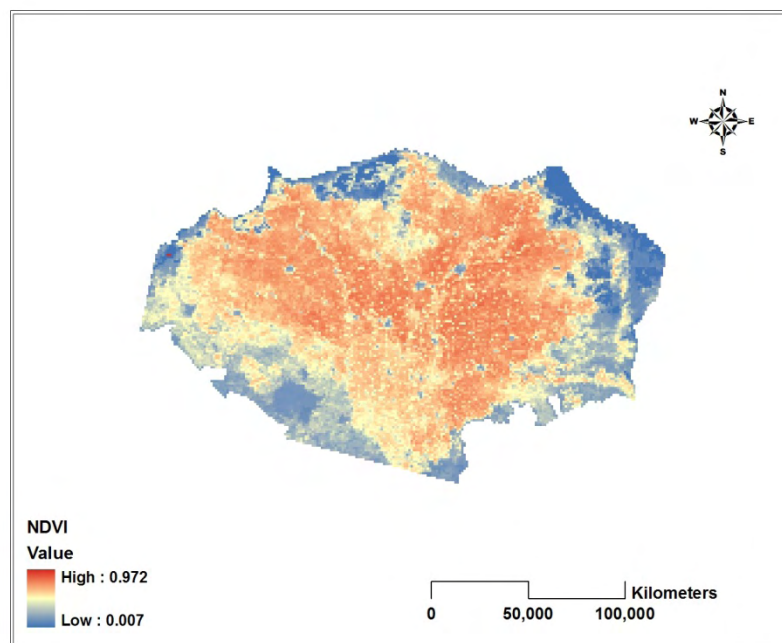 N
W E
S
NDVI
Value
High : 0.972
Low : 0.007
Kilometers
0 50,000 100,000